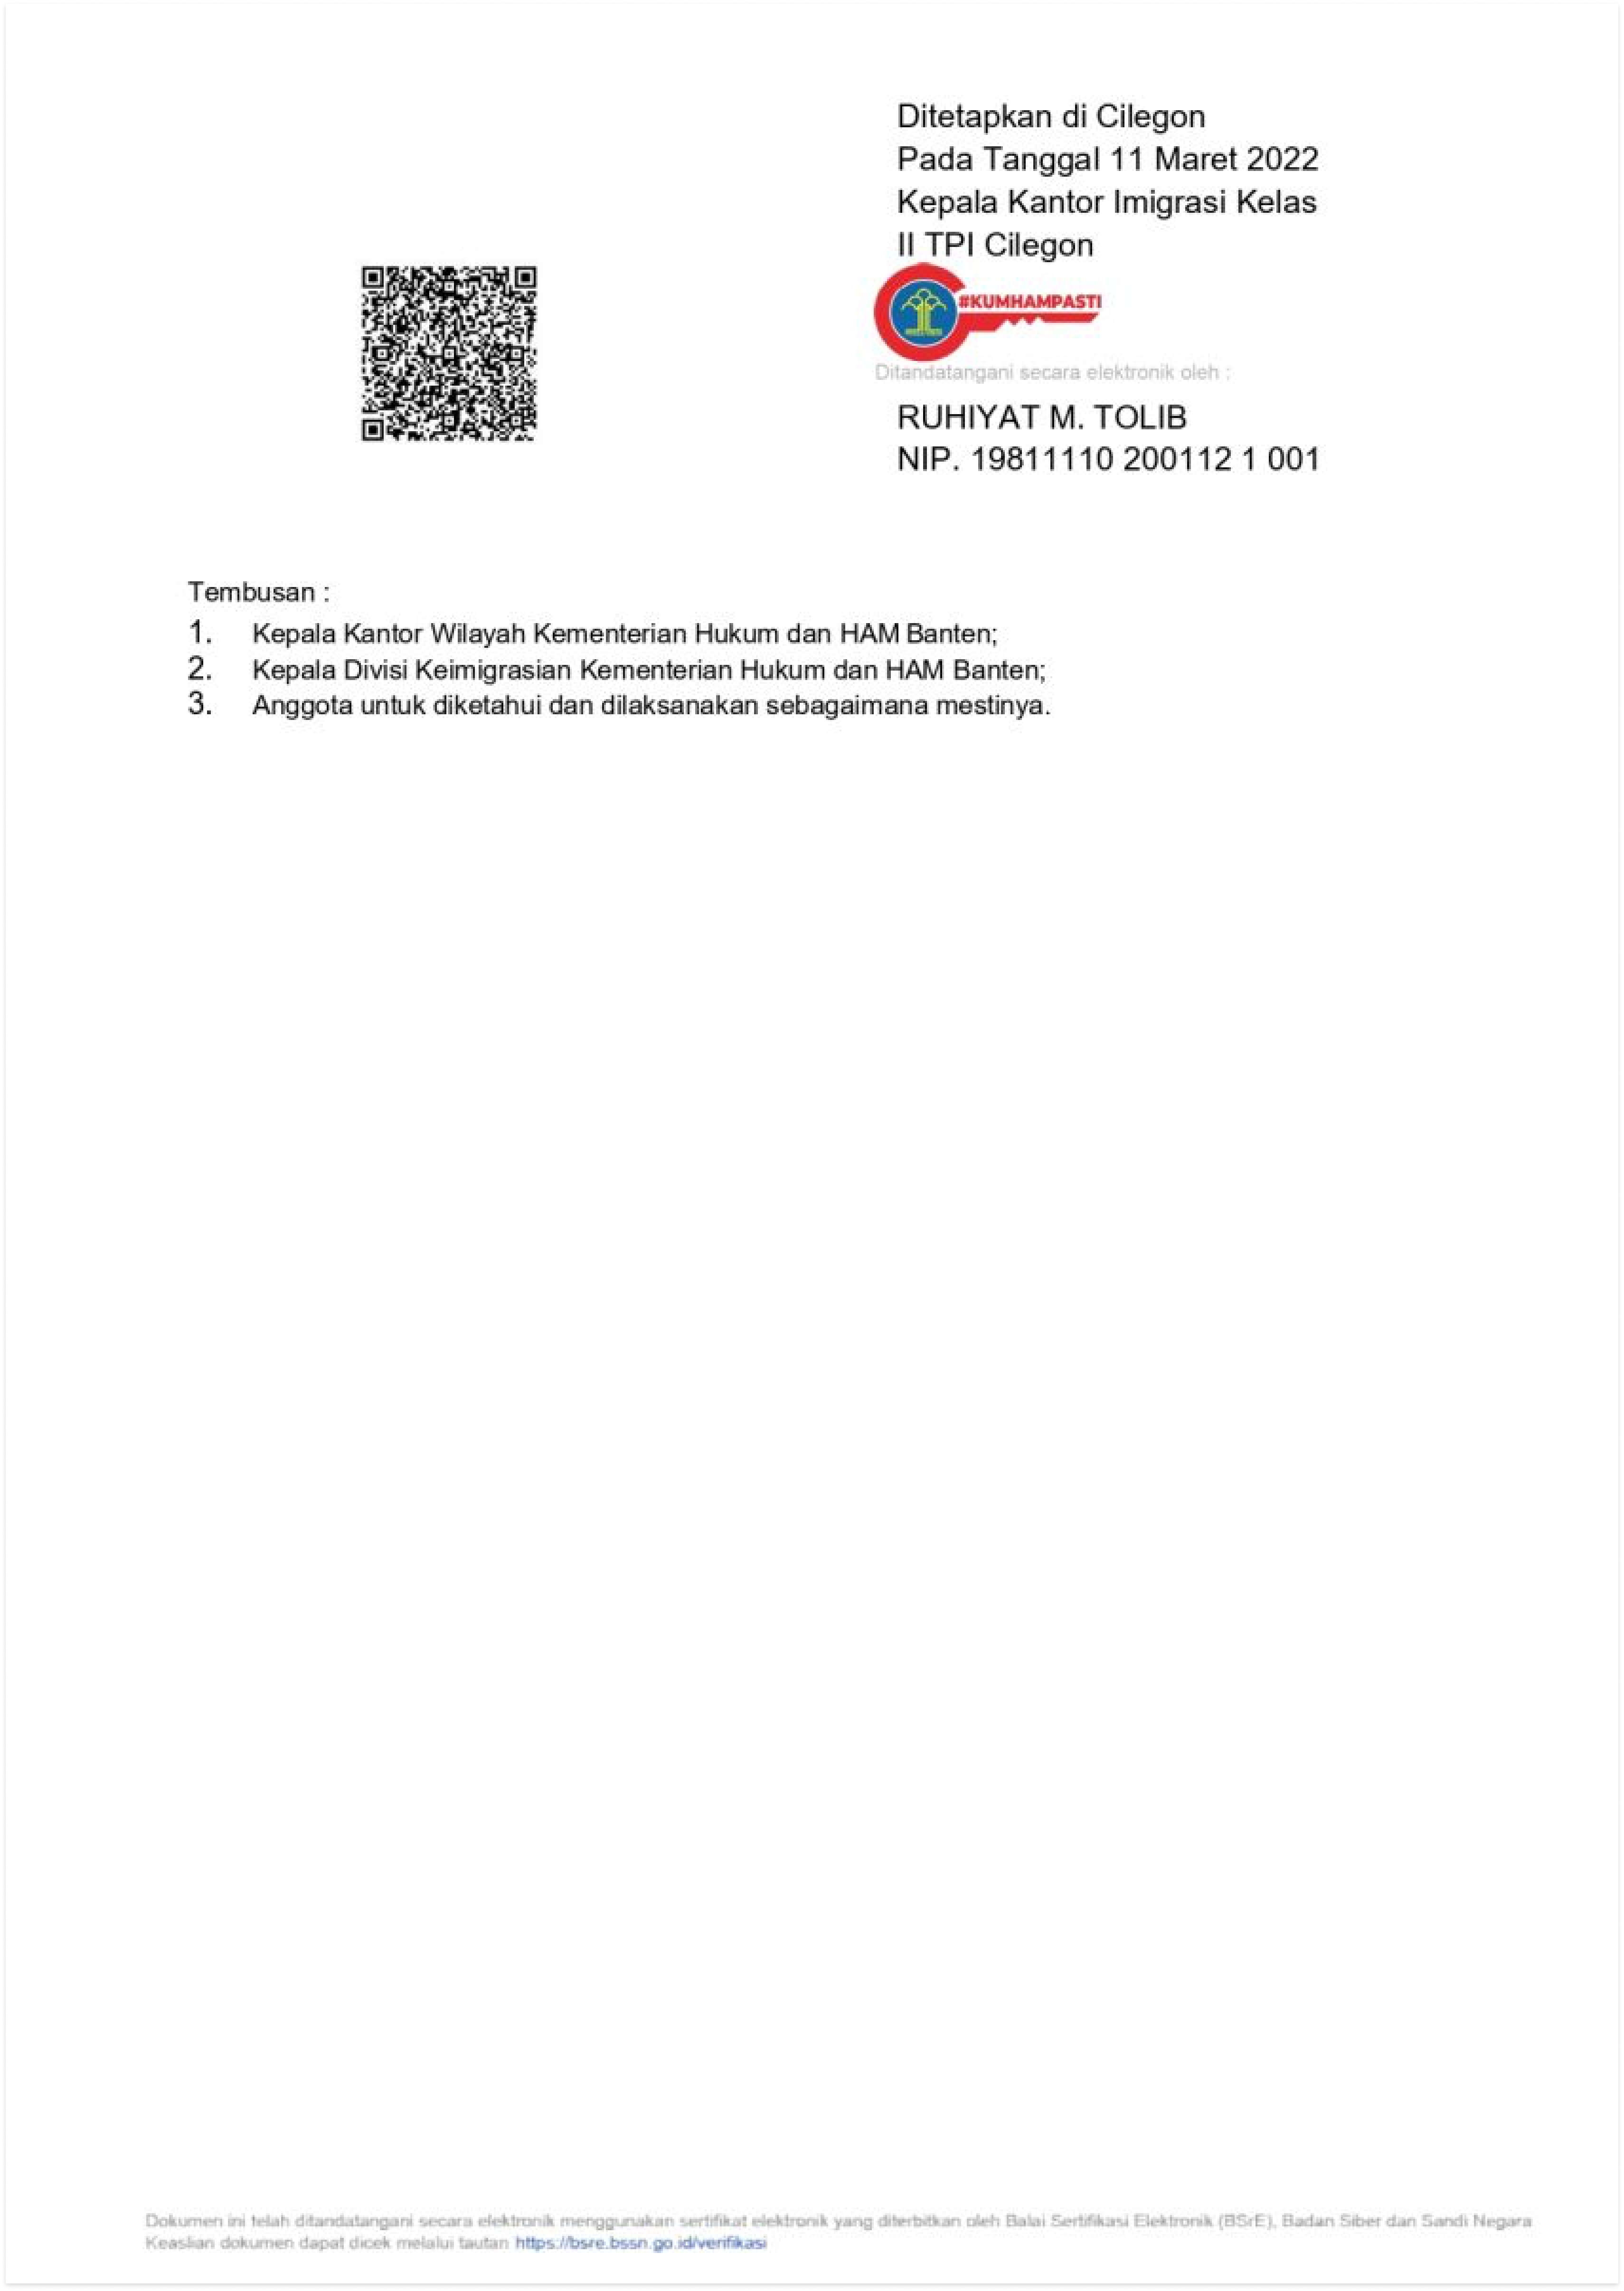 Ditetapkan di Cilegon
Pada Tanggal 11 Maret 2022
Kepala Kantor Imigrasi Kelas
II TPI Cilegon
#KUMHAMPASTI
Ditandatangani secara elektronik oleh :
RUHIYAT M. TOLIB
NIP. 19811110 200112 1 001
Tembusan :
1. Kepala Kantor Wilayah Kementerian Hukum dan HAM Banten;
2. Kepala Divisi Keimigrasian Kementerian Hukum dan HAM Banten;
3. Anggota untuk diketahui dan dilaksanakan sebagaimana mestinya.
Dokumen ini telah ditandatangani secara elektronik menggunakan sertifikat elektronik yang diterbitkan oleh Balai Sertifikasi Elektronik (BSrE), Badan Siber dan Sandi Negara
Keaslian dokumen dapat dicek melalui tautan https://bsre.bssn.go.id/verifikasi